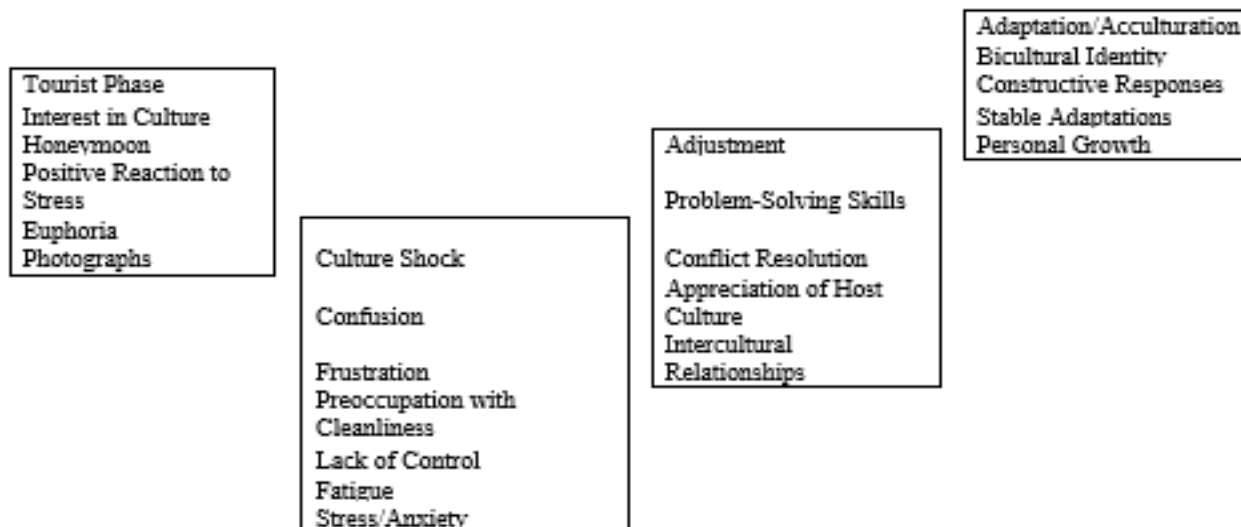 Tourist Phase
Interest in Culture
Honeymoon
Positive Reaction to
Stress
Euphoria
Photographs
Culture Shock
Confusion
Frustration
Preoccupation with
Cleanliness
Lack of Control
Fatigue
Stress/Anxiety
Adjustment
Problem-Solving Skills
Conflict Resolution
Appreciation of Host
Culture
Intercultural
Relationships
Adaptation/Acculturation
Bicultural Identity
Constructive Responses
Stable Adaptations
Personal Growth